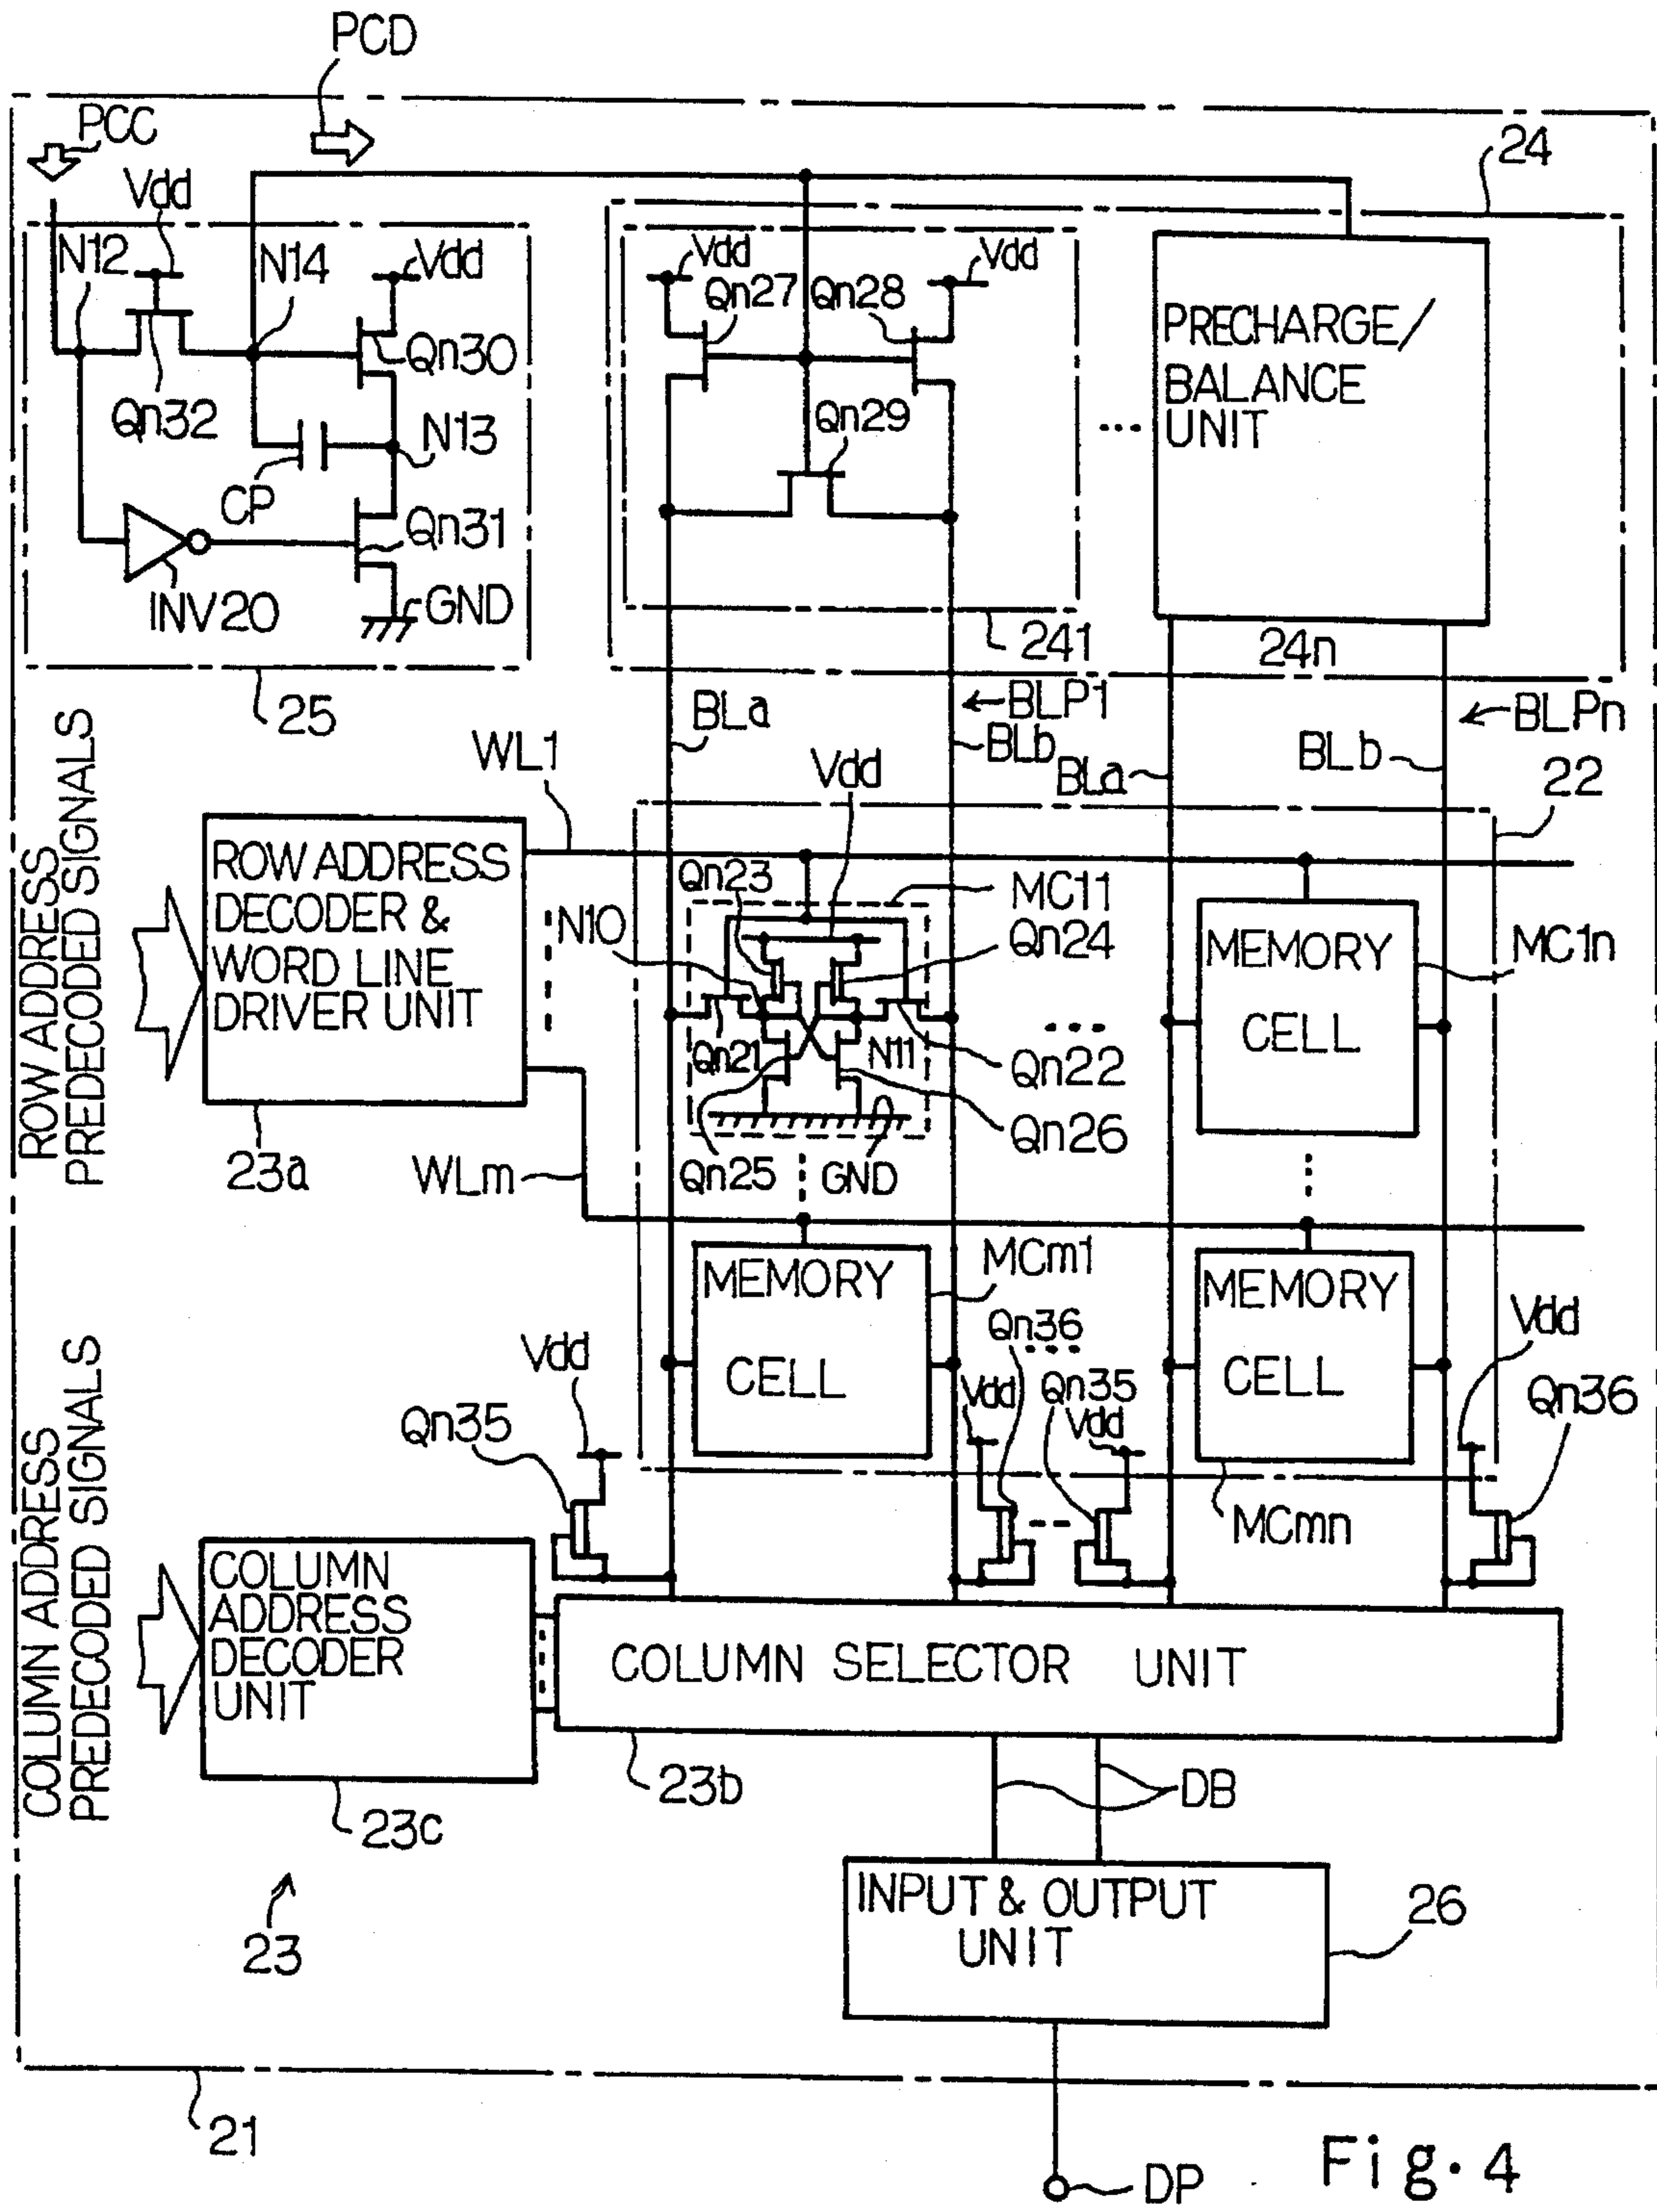 PCD
PCC
24
Vdd
N12
N14
Vdd
Vdd
Vdd
Qn27
Qn28
Qn30
PRECHARGE/
BALANCE
UNIT
Qn32
Qn29
N13
CP
Qn31
INV20
GND
241
24n
25
BLa
BLP1
BLb
BLa
BLb
BLPn
WL1
Vdd
22
ROW ADDRESS
PREDECODED SIGNALS
ROW ADDRESS
DECODER &
WORD LINE
DRIVER UNIT
Qn23
MC11
N10
Qn24
MEMORY
CELL
MC1n
Qn21
N11
Qn22
Qn26
Qn25
GND
23a
WLm
MCm1
MEMORY
CELL
MEMORY
CELL
Vdd
Qn36
Vdd
Vdd
Qn35
Vdd
Qn35
Qn36
MCmn
COLUMN ADDRESS
PREDECODED SIGNALS
COLUMN
ADDRESS
DECODER
UNIT
COLUMN SELECTOR UNIT
23b
DB
23c
INPUT & OUTPUT
UNIT
26
23
21
DP
Fig. 4